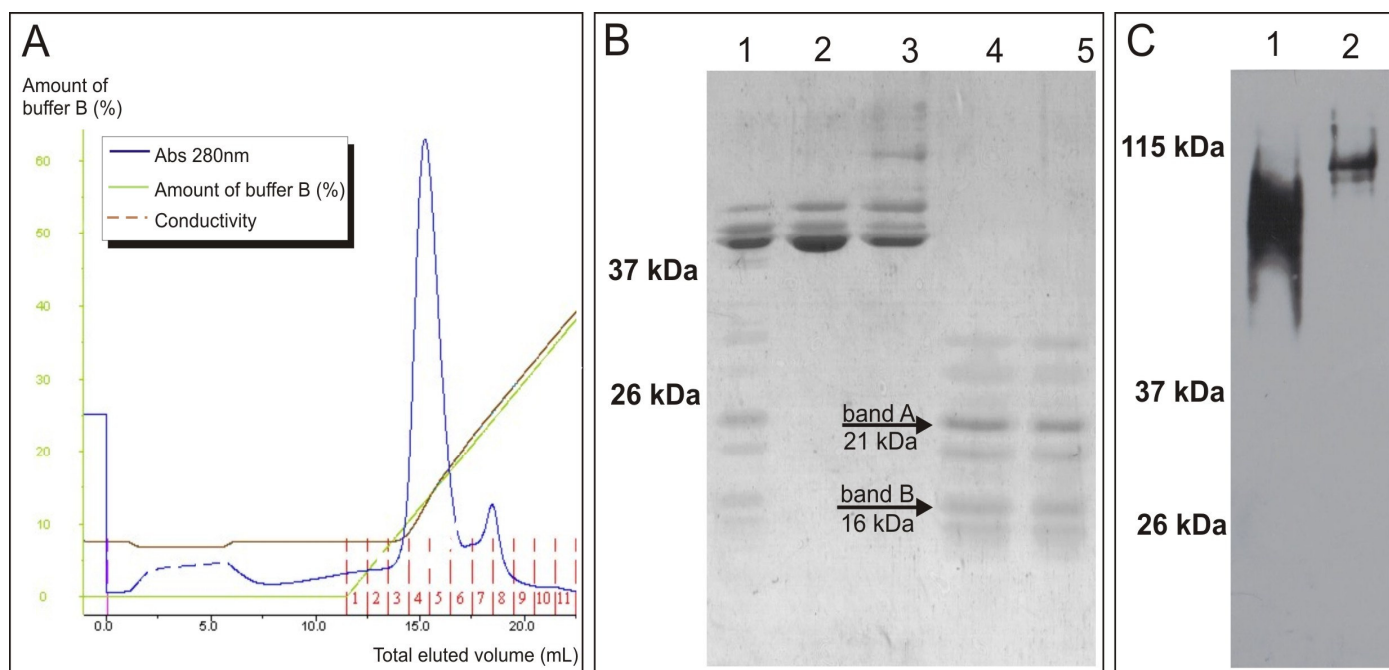 A
Amount of
buffer B (%)
Abs 280nm
Amount of buffer B (%)
Conductivity
60
50
40
30
20
10
0
1 2 3 4 5 6 7 8 9 10 11
0.0 5.0 10.0 15.0 20.0
Total eluted volume (mL)
B
1 2 3 4 5
37 kDa
26 kDa
band A
21 kDa
band B
16 kDa
C
1 2
115 kDa
37 kDa
26 kDa